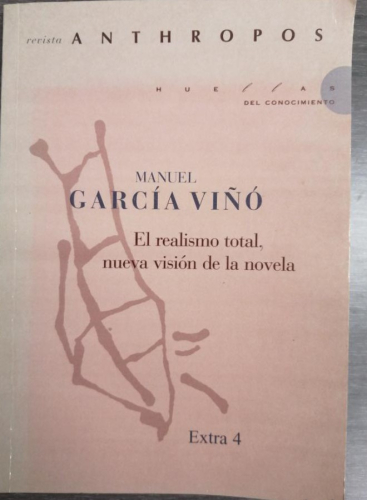 revista ANTHROPOS
HUELLAS
DEL CONOCIMIENTO
MANUEL
GARCÍA VIÑÓ
El realismo total,
nueva visión de la novela
Extra 4